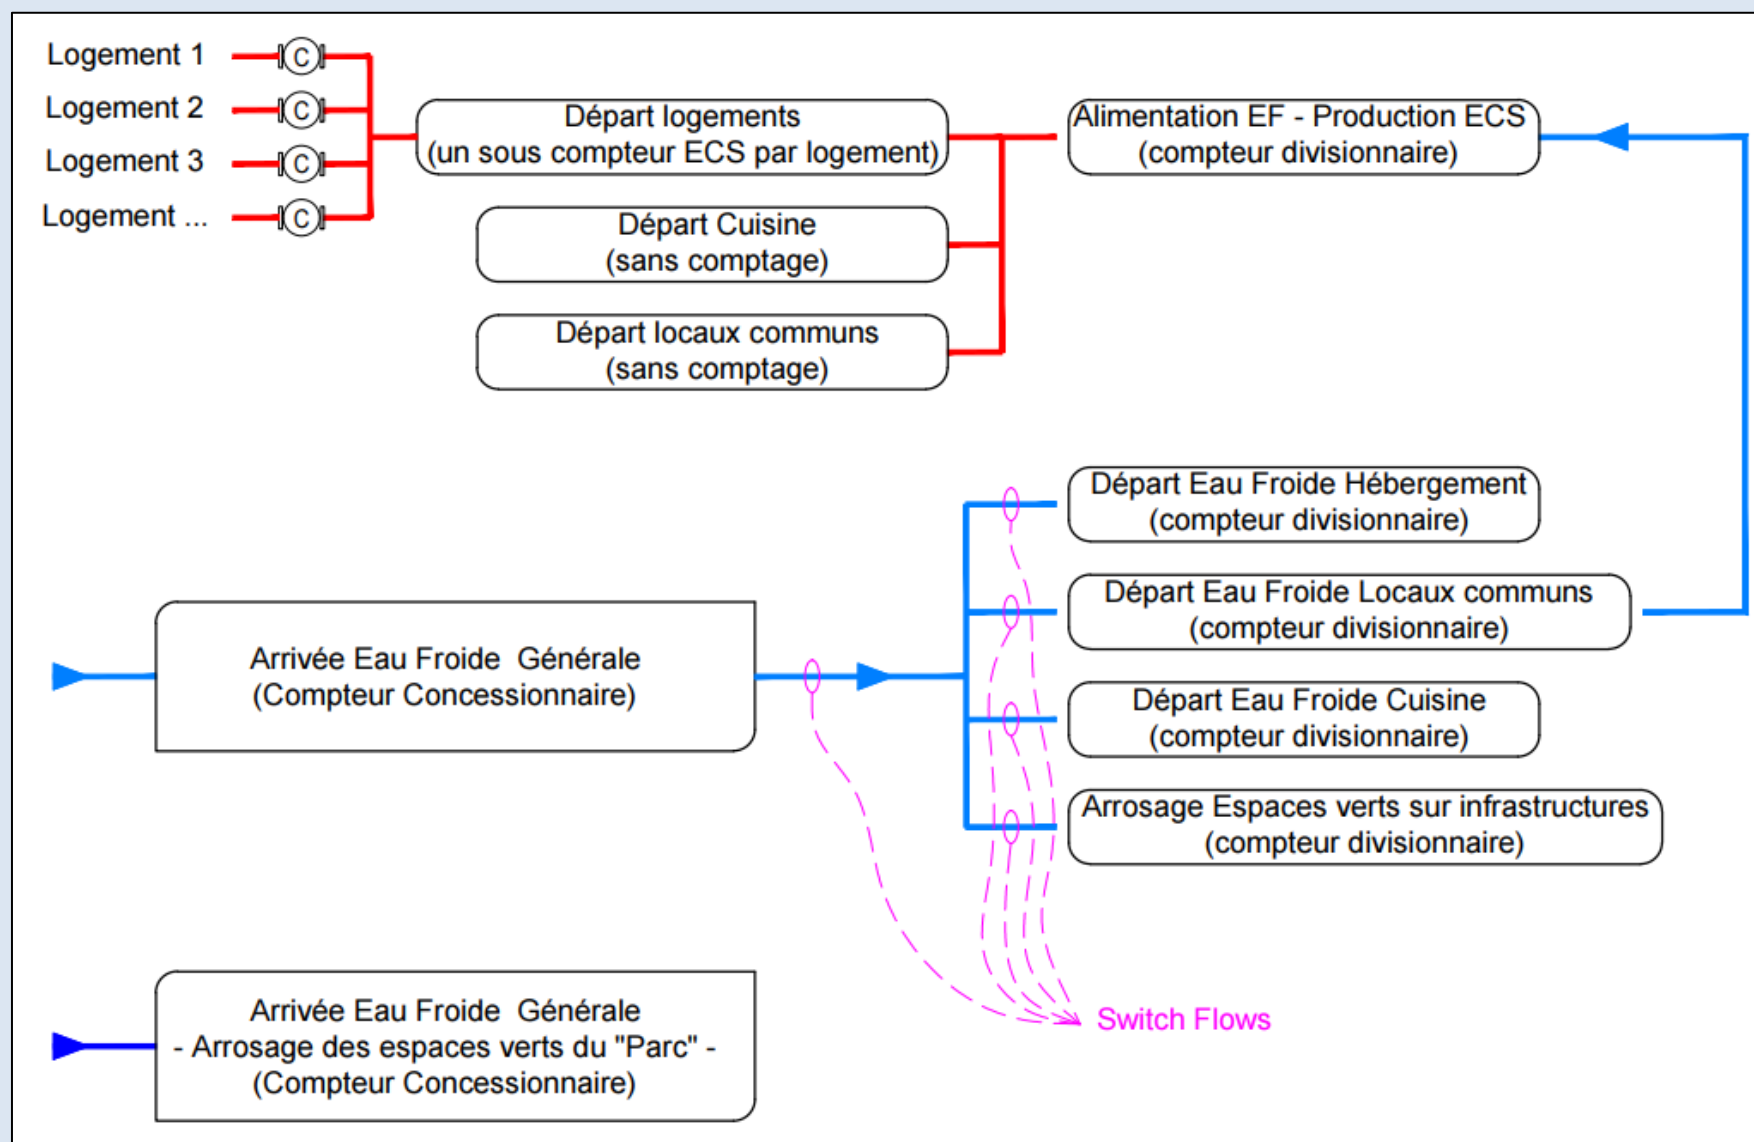 Logement 1
C
Logement 2
C
Logement 3
C
Logement ...
C
Départ logements
(un sous compteur ECS par logement)
Alimentation EF - Production ECS
(compteur divisionnaire)
Départ Cuisine
(sans comptage)
Départ locaux communs
(sans comptage)
Départ Eau Froide Hébergement
(compteur divisionnaire)
Départ Eau Froide Locaux communs
(compteur divisionnaire)
Arrivée Eau Froide Générale
(Compteur Concessionnaire)
Départ Eau Froide Cuisine
(compteur divisionnaire)
Arrosage Espaces verts sur infrastructures
(compteur divisionnaire)
Switch Flows
Arrivée Eau Froide Générale
- Arrosage des espaces verts du "Parc" -
(Compteur Concessionnaire)